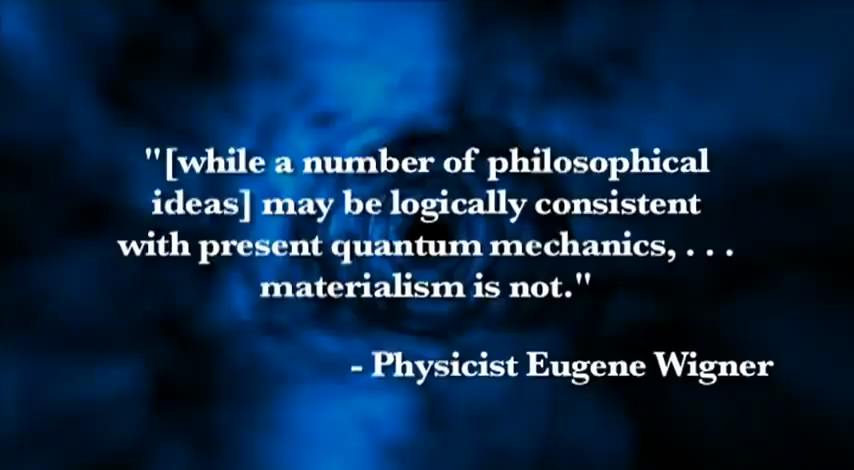 "[while a number of philosophical
ideas] may be logically consistent
with present quantum mechanics, . . .
materialism is not."
- Physicist Eugene Wigner